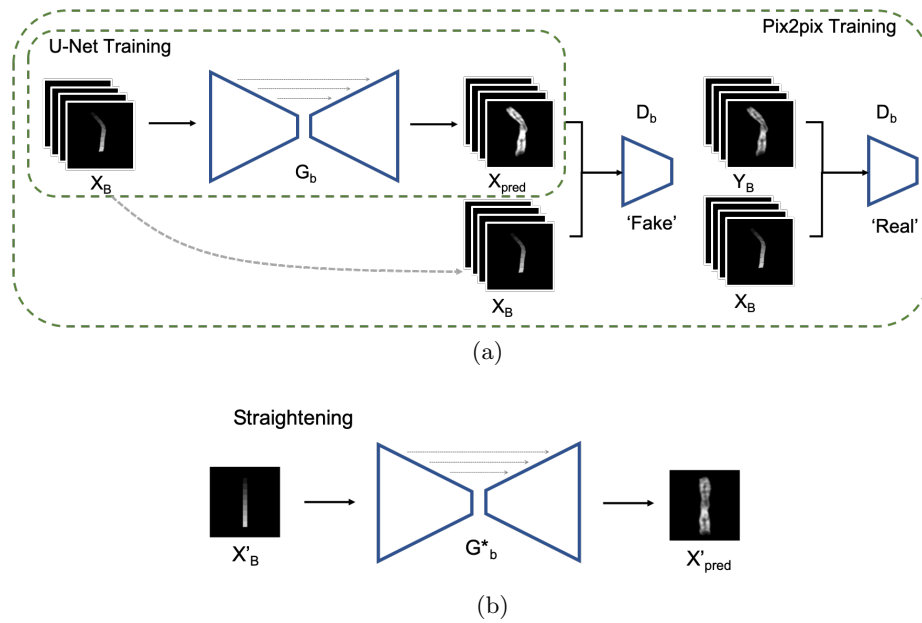 Pix2pix Training
U-Net Training
X_B
G_b
X_pred
D_b
'Fake'
X_B
Y_B
D_b
'Real'
X_B
(a)
Straightening
X'_B
G*_b
X'_pred
(b)